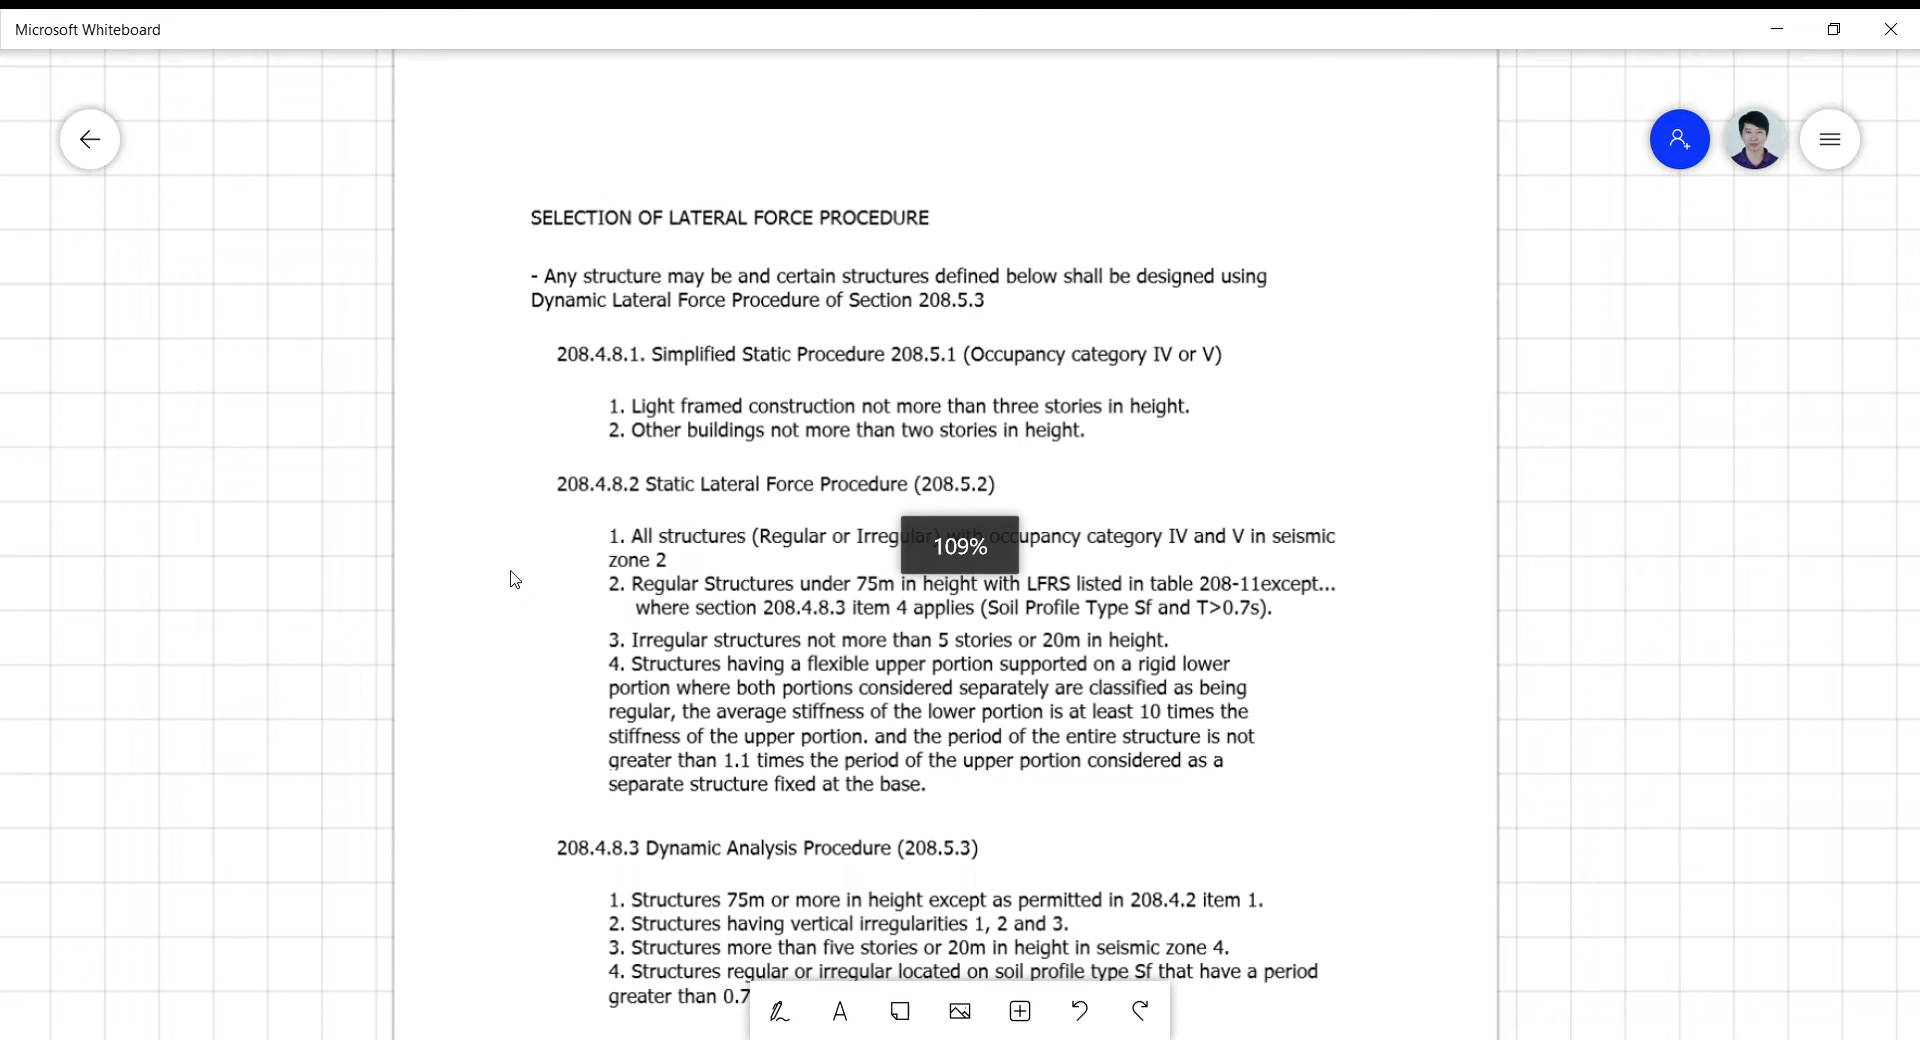 Microsoft Whiteboard
SELECTION OF LATERAL FORCE PROCEDURE
- Any structure may be and certain structures defined below shall be designed using
Dynamic Lateral Force Procedure of Section 208.5.3
208.4.8.1. Simplified Static Procedure 208.5.1 (Occupancy category IV or V)
1. Light framed construction not more than three stories in height.
2. Other buildings not more than two stories in height.
208.4.8.2 Static Lateral Force Procedure (208.5.2)
1. All structures (Regular or Irregular) with occupancy category IV and V in seismic
zone 2
109%
2. Regular Structures under 75m in height with LFRS listed in table 208-11except...
where section 208.4.8.3 item 4 applies (Soil Profile Type Sf and T>0.7s).
3. Irregular structures not more than 5 stories or 20m in height.
4. Structures having a flexible upper portion supported on a rigid lower
portion where both portions considered separately are classified as being
regular, the average stiffness of the lower portion is at least 10 times the
stiffness of the upper portion. and the period of the entire structure is not
greater than 1.1 times the period of the upper portion considered as a
separate structure fixed at the base.
208.4.8.3 Dynamic Analysis Procedure (208.5.3)
1. Structures 75m or more in height except as permitted in 208.4.2 item 1.
2. Structures having vertical irregularities 1, 2 and 3.
3. Structures more than five stories or 20m in height in seismic zone 4.
4. Structures regular or irregular located on soil profile type Sf that have a period
greater than 0.7